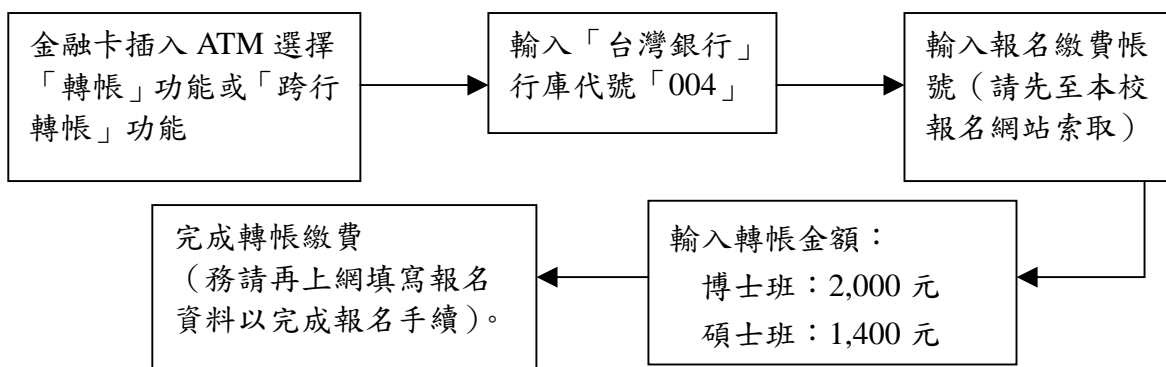 金融卡插入 ATM 選擇
「轉帳」功能或「跨行
轉帳」功能
輸入「台灣銀行」
行庫代號「004」
輸入報名繳費帳
號（請先至本校
報名網站索取）
輸入轉帳金額：
博士班：2,000 元
碩士班：1,400 元
完成轉帳繳費
（務請再上網填寫報名
資料以完成報名手續）。